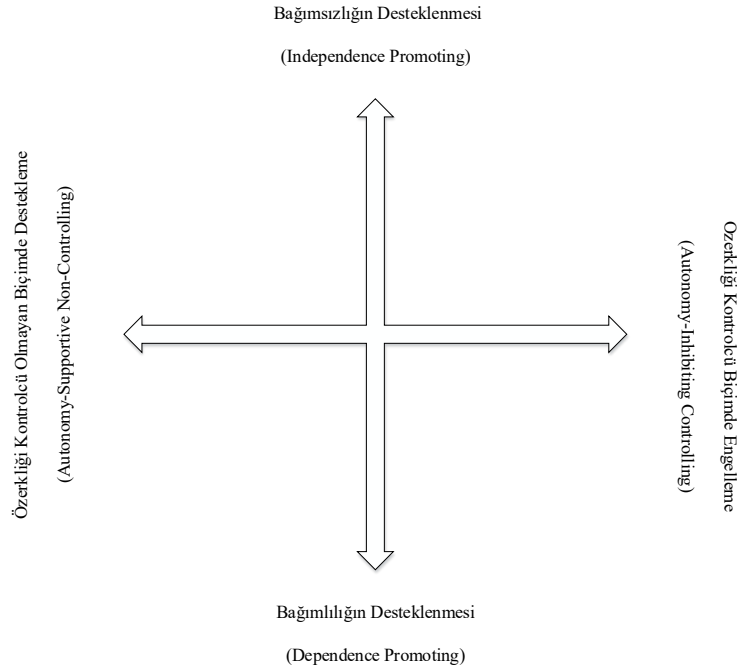 Bağımsızlığın Desteklenmesi
(Independence Promoting)
Özerkliği Kontrolcü Olmayan Biçimde Destekleme
(Autonomy-Supportive Non-Controlling)
Özerkliği Kontrolcü Biçimde Engelleme
(Autonomy-Inhibiting Controlling)
Bağımlılığın Desteklenmesi
(Dependence Promoting)